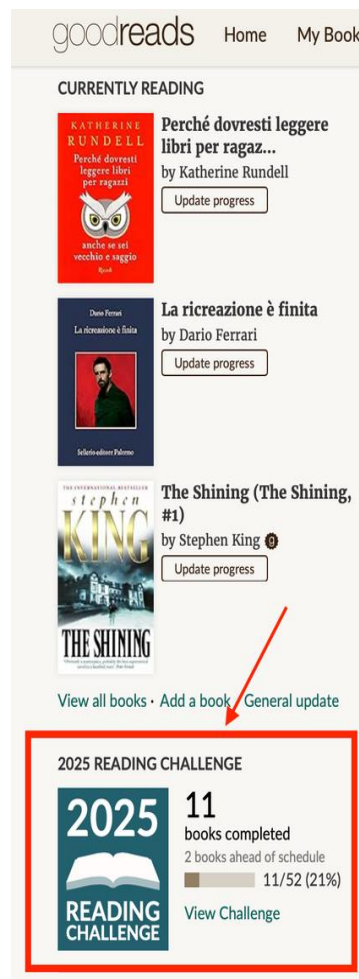 goodreads Home My Book
CURRENTLY READING
KATHERINE
RUNDELL
Perché dovresti
leggere libri
per ragazzi
anche se sei
vecchio e saggio
Rizzoli
Perché dovresti leggere
libri per ragaz...
by Katherine Rundell
Update progress
Dario Ferrari
La ricreazione è finita
Sellerio editore Palermo
La ricreazione è finita
by Dario Ferrari
Update progress
THE INTERNATIONAL BESTSELLER
stephen
KING
THE SHINING
The Shining (The Shining,
#1)
by Stephen King g
Update progress
View all books · Add a book · General update
2025 READING CHALLENGE
2025
READING
CHALLENGE
11
books completed
2 books ahead of schedule
11/52 (21%)
View Challenge